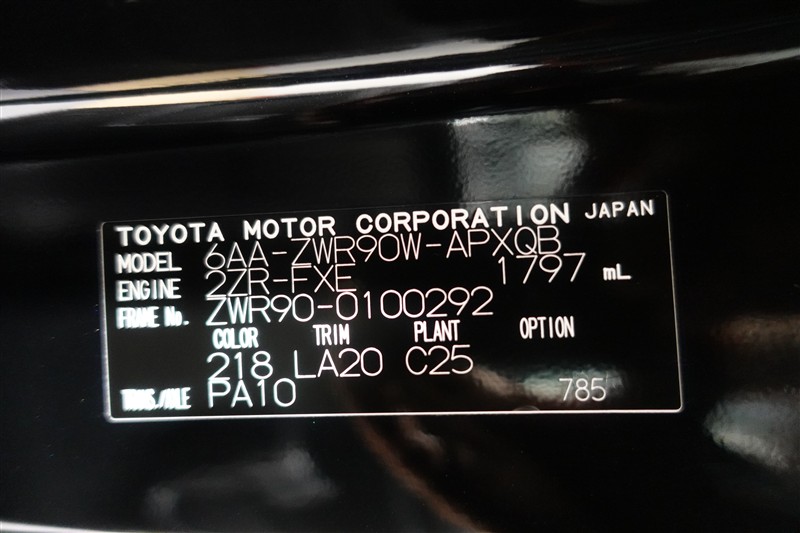 TOYOTA MOTOR CORPORATION JAPAN
MODEL 6AA-ZWR90W-APXQB
ENGINE 2ZR-FXE 1797 mL
FRAME No. ZWR90-0100292
COLOR TRIM PLANT OPTION
218 LA20 C25
TRANS./AXLE PA10 785